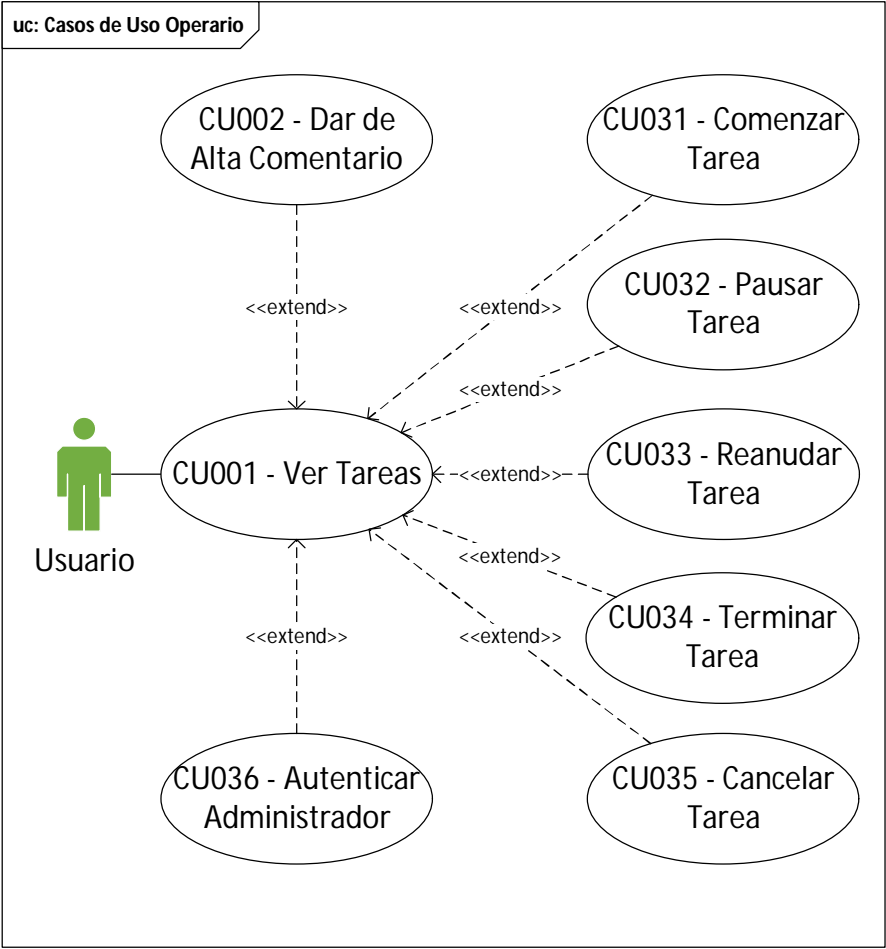 uc: Casos de Uso Operario
CU002 - Dar de
Alta Comentario
CU031 - Comenzar
Tarea
CU032 - Pausar
Tarea
<<extend>>
<<extend>>
<<extend>>
CU001 - Ver Tareas
CU033 - Reanudar
Tarea
<<extend>>
Usuario
<<extend>>
CU034 - Terminar
Tarea
<<extend>>
<<extend>>
CU036 - Autenticar
Administrador
CU035 - Cancelar
Tarea